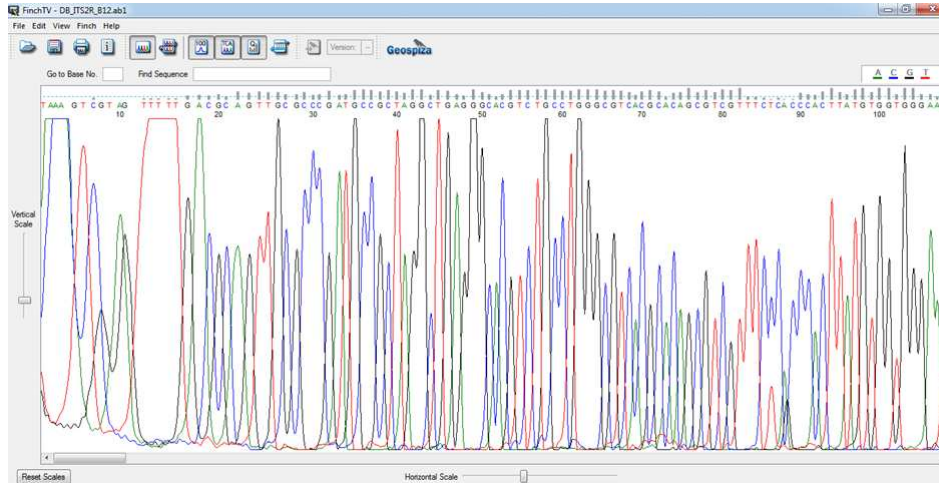 FinchTV - DB_ITS2R_B12.ab1
File Edit View Finch Help
Version: -- Geospiza
Go to Base No. Find Sequence A C G T
TAAA GTCGTAG TTTTT GACGCAGTTGCGCCCGATGCCGCTAGGCTGAGGGCACGTCTGCCTGGGCGTCACGCACAGCGTCGTTTCTCACCCACTTATGTGGTGGGAA
10 20 30 40 50 60 70 80 90 100
Vertical
Scale
Reset Scales Horizontal Scale